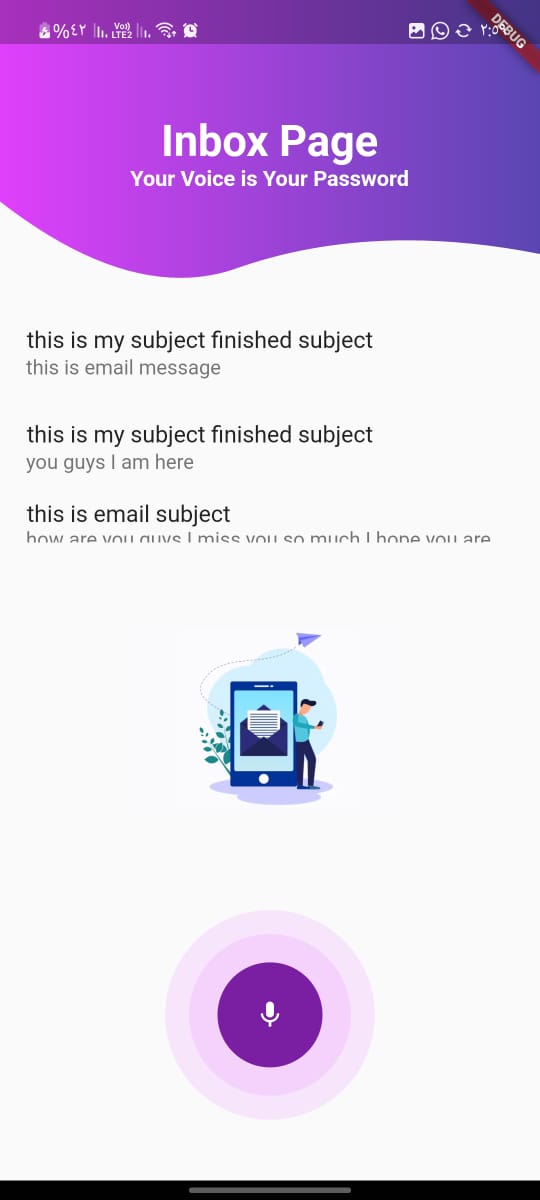 %٤٢
Vo))
LTE2
DEBUG
Inbox Page
Your Voice is Your Password
this is my subject finished subject
this is email message
this is my subject finished subject
you guys I am here
this is email subject
how are you guys I miss you so much I hope you are